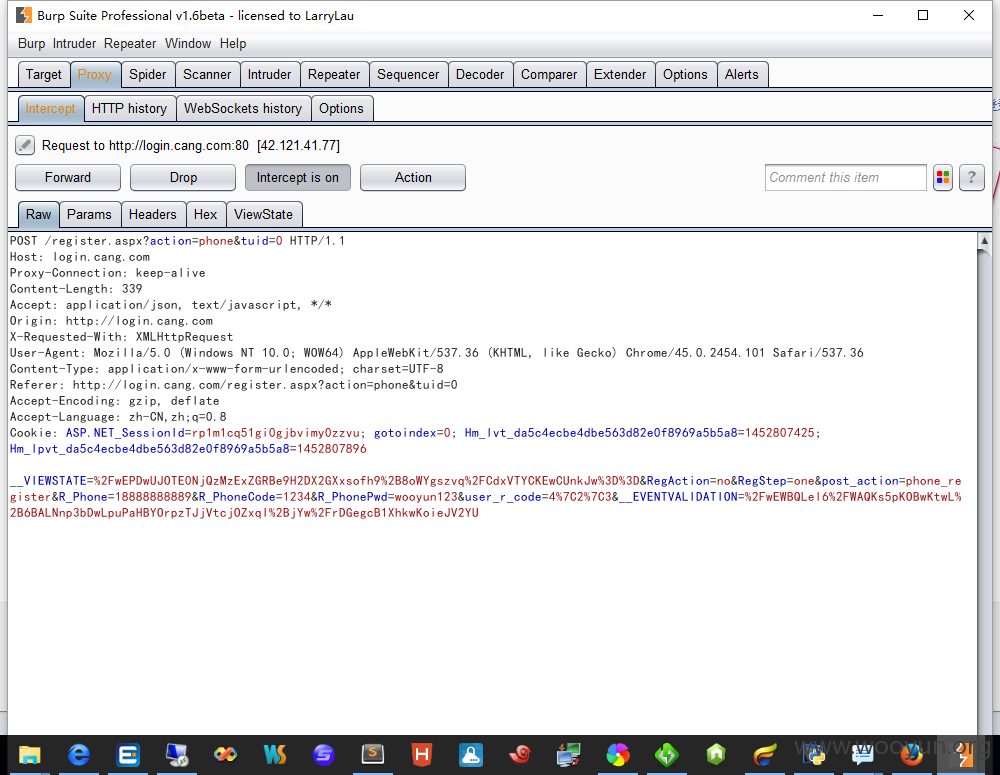 Burp Suite Professional v1.6beta - licensed to LarryLau
Burp Intruder Repeater Window Help
Target Proxy Spider Scanner Intruder Repeater Sequencer Decoder Comparer Extender Options Alerts
Intercept HTTP history WebSockets history Options
Request to http://login.cang.com:80 [42.121.41.77]
Forward Drop Intercept is on Action Comment this item ?
Raw Params Headers Hex ViewState
POST /register.aspx?action=phone&tuid=0 HTTP/1.1
Host: login.cang.com
Proxy-Connection: keep-alive
Content-Length: 339
Accept: application/json, text/javascript, */*
Origin: http://login.cang.com
X-Requested-With: XMLHttpRequest
User-Agent: Mozilla/5.0 (Windows NT 10.0; WOW64) AppleWebKit/537.36 (KHTML, like Gecko) Chrome/45.0.2454.101 Safari/537.36
Content-Type: application/x-www-form-urlencoded; charset=UTF-8
Referer: http://login.cang.com/register.aspx?action=phone&tuid=0
Accept-Encoding: gzip, deflate
Accept-Language: zh-CN,zh;q=0.8
Cookie: ASP.NET_SessionId=rp1m1cq51gi0gjbvimy0zzvu; gotoindex=0; Hm_lvt_da5c4ecbe4dbe563d82e0f8969a5b5a8=1452807425;
Hm_lpvt_da5c4ecbe4dbe563d82e0f8969a5b5a8=1452807896
__VIEWSTATE=%2FwEPDwUJOTEONjQzMzExZGRBe9H2DX2GXxsofh9%2B8oWYgszvq%2FCdxVTYCKEwCUnkJw%3D%3D&RegAction=no&RegStep=one&post_action=phone_re
gister&R_Phone=18888888889&R_PhoneCode=1234&R_PhonePwd=wooyun123&user_r_code=4%7C2%7C3&__EVENTVALIDATION=%2FwEWBQLel6%2FWAQKs5pKOBwKtwL%
2B6BALNnp3bDwLpuPaHBYOrpzTJjVtcjOZxql%2BjYw%2FrDGegcB1XhkwKoieJV2YU
www.wooyun.org